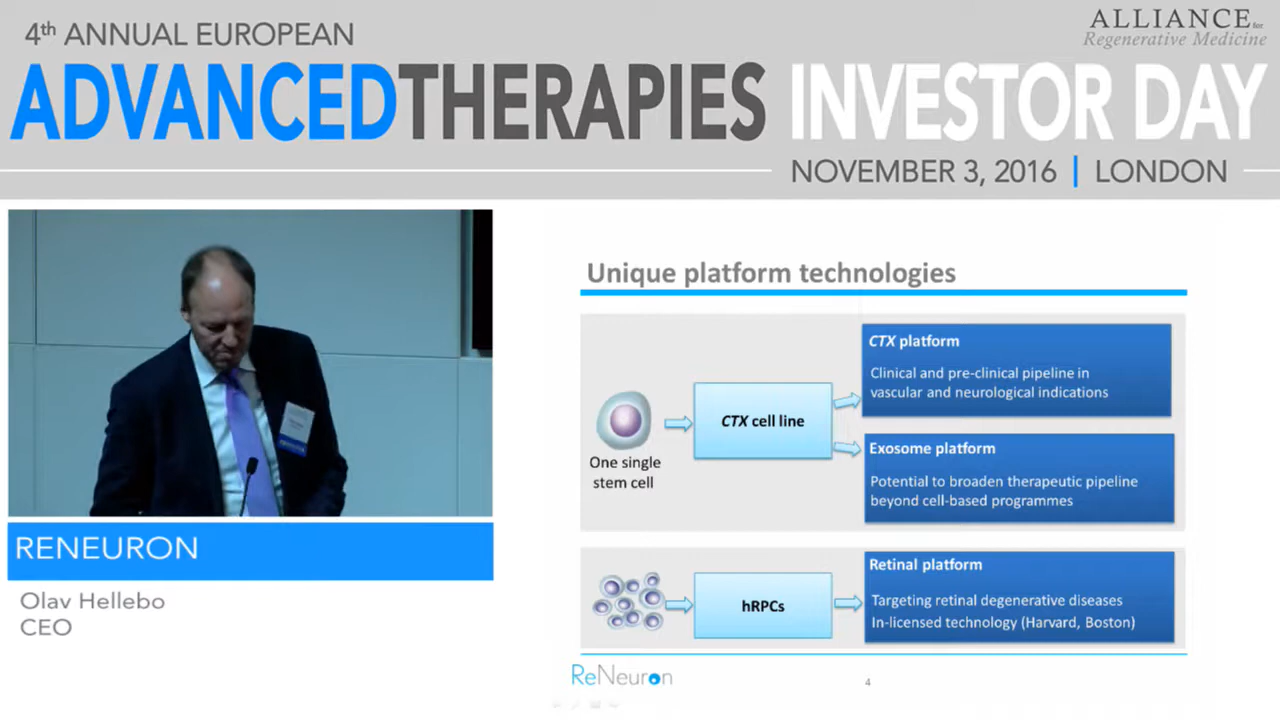 4th ANNUAL EUROPEAN
ALLIANCE for
Regenerative Medicine
ADVANCEDTHERAPIES INVESTOR DAY
NOVEMBER 3, 2016 | LONDON
RENEURON
Olav Hellebo
CEO
Unique platform technologies
One single
stem cell
CTX cell line
CTX platform
Clinical and pre-clinical pipeline in
vascular and neurological indications
Exosome platform
Potential to broaden therapeutic pipeline
beyond cell-based programmes
hRPCs
Retinal platform
Targeting retinal degenerative diseases
In-licensed technology (Harvard, Boston)
ReNeuron
4